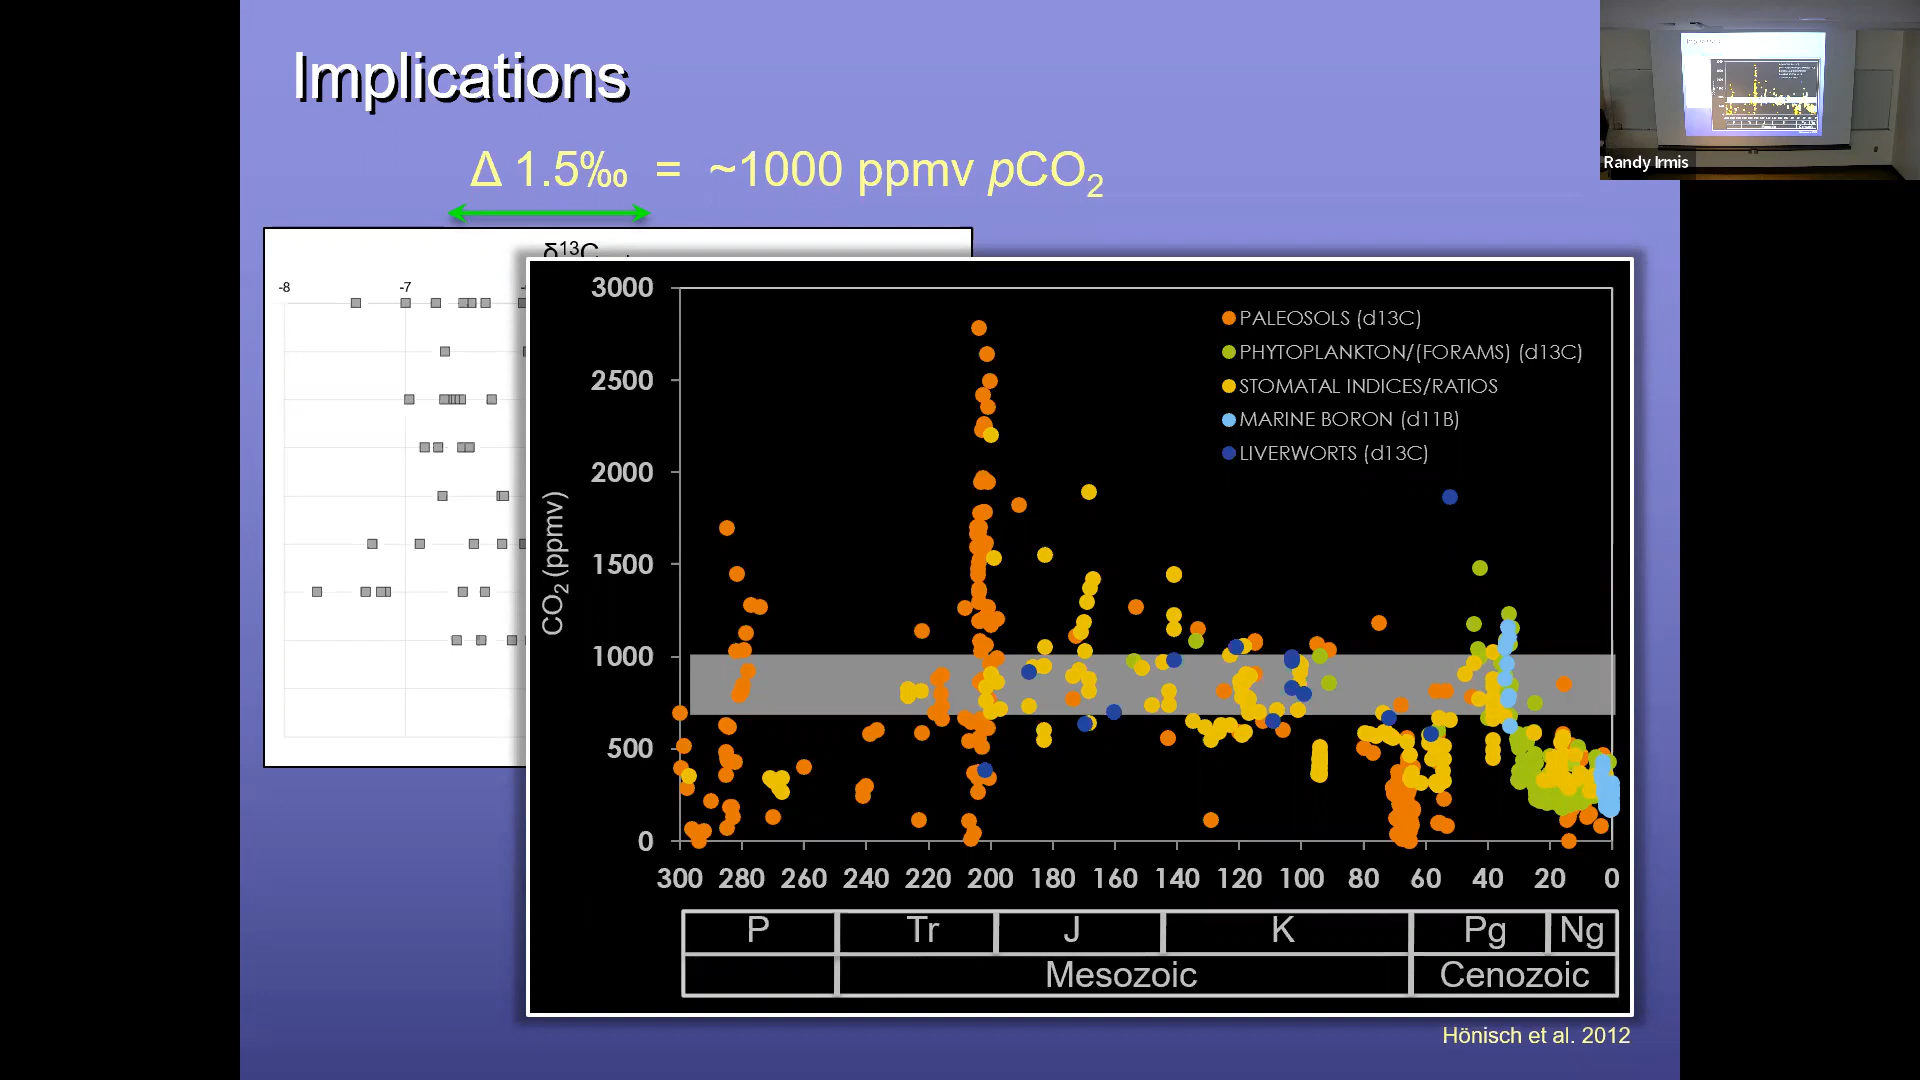 Implications
Δ 1.5‰ = ~1000 ppmv pCO₂
Randy Irmis
δ¹³C
-8
-7
3000
2500
2000
1500
1000
500
0
CO₂ (ppmv)
PALEOSOLS (d13C)
PHYTOPLANKTON/(FORAMS) (d13C)
STOMATAL INDICES/RATIOS
MARINE BORON (d11B)
LIVERWORTS (d13C)
300 280 260 240 220 200 180 160 140 120 100 80 60 40 20 0
P Tr J K Pg Ng
Mesozoic Cenozoic
Hönisch et al. 2012